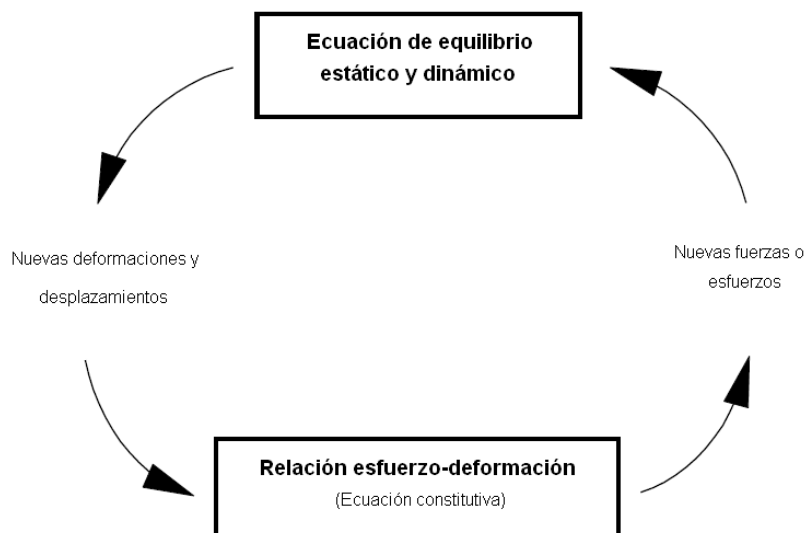 Ecuación de equilibrio
estático y dinámico
Nuevas deformaciones y
desplazamientos
Nuevas fuerzas o
esfuerzos
Relación esfuerzo-deformación
(Ecuación constitutiva)